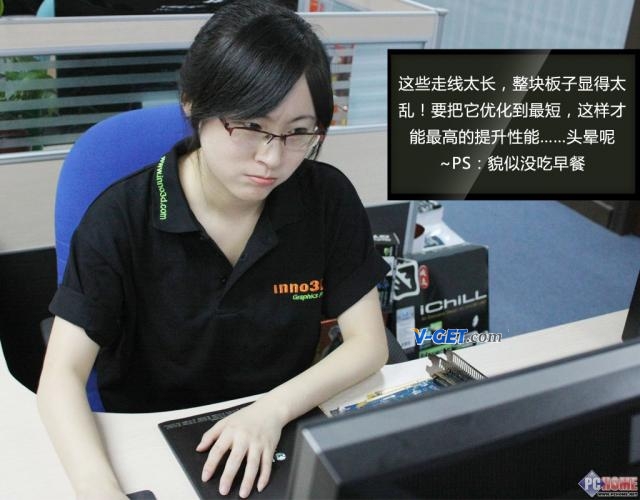 这些走线太长，整块板子显得太
乱！要把它优化到最短，这样才
能最高的提升性能......头晕呢
~PS：貌似没吃早餐
www.inno3d.com
inno3
Graphics
iCHiLL
V-GET.com
PCHOME